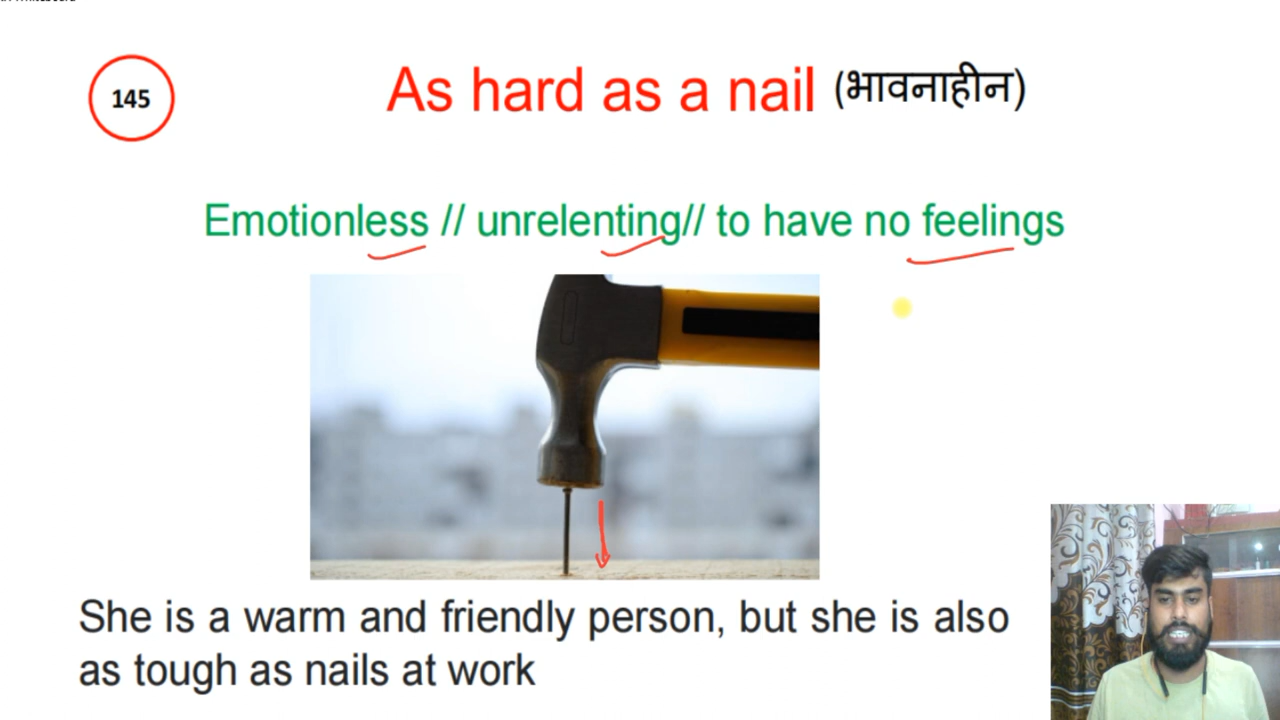 145
As hard as a nail (भावनाहीन)
Emotionless // unrelenting// to have no feelings
She is a warm and friendly person, but she is also
as tough as nails at work